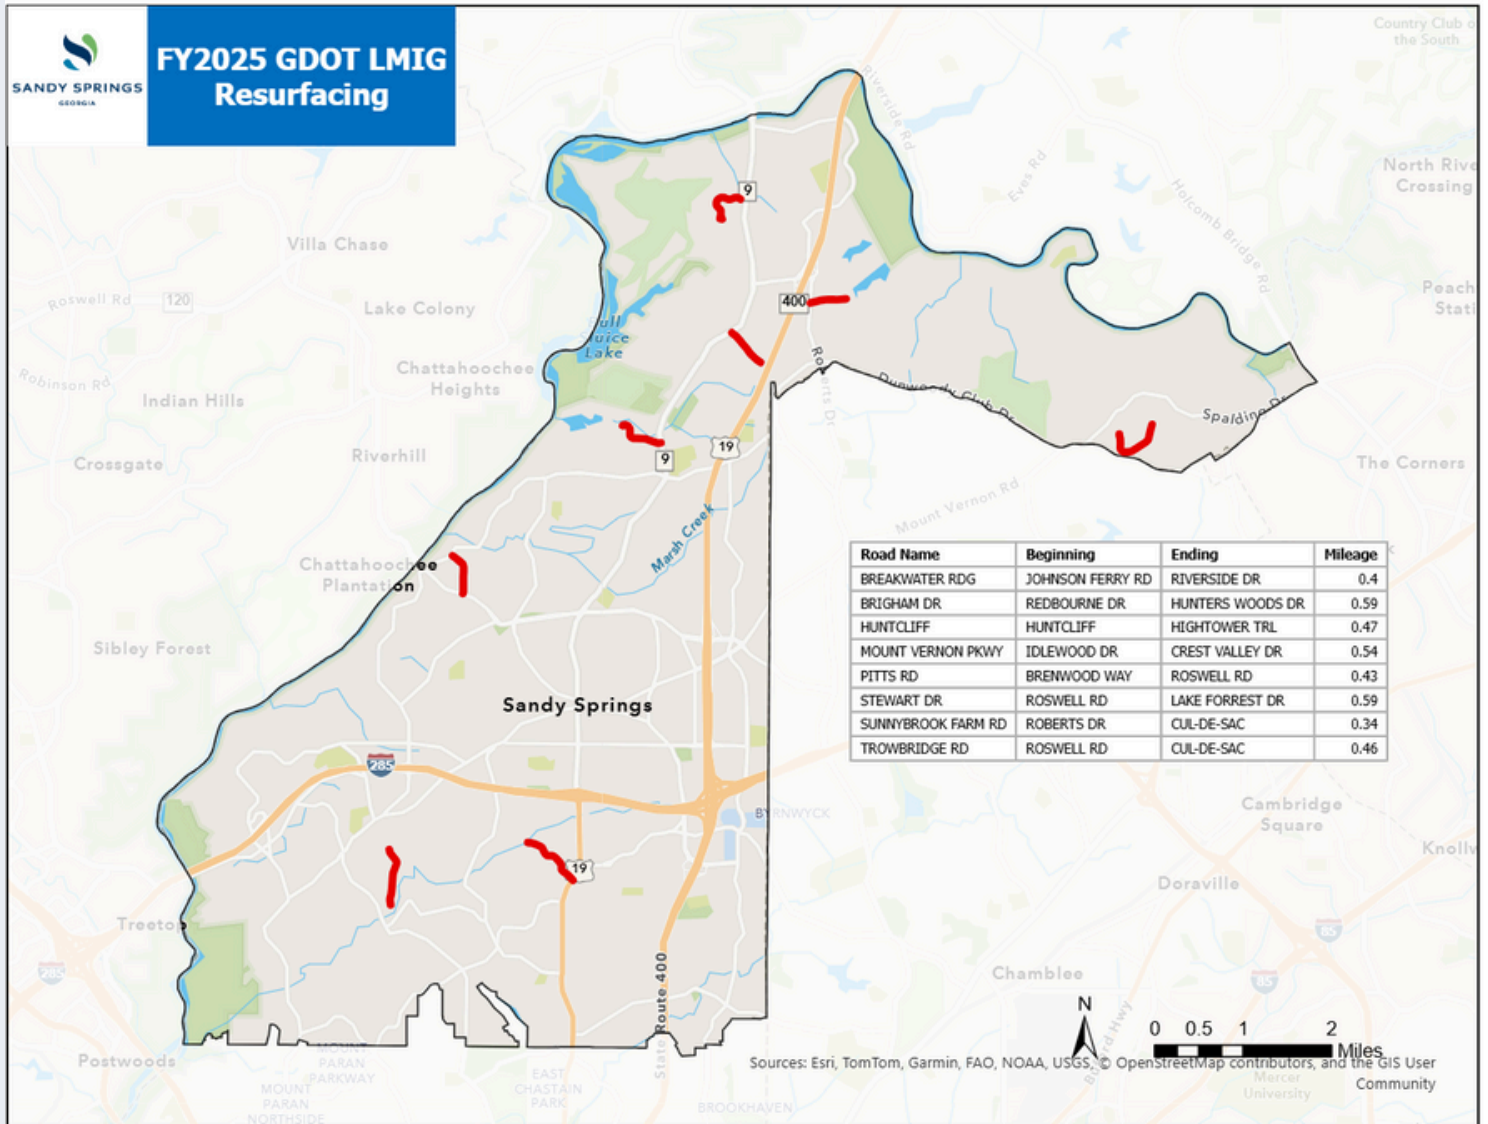 SANDY SPRINGS
GEORGIA
FY2025 GDOT LMIG
Resurfacing
Country Club
the South
Riverside Rd
Eves Rd
Holcomb Bridge Rd
North Rive
Crossing
9
Villa Chase
Roswell Rd
120
Lake Colony
400
Peach
Stati
Bull
Sluice
Lake
Chattahoochee
Heights
Robinson Rd
Indian Hills
Roberts Dr
Dunwoody Club Dr
Spalding Dr
Crossgate
Riverhill
9
19
The Corners
Mount Vernon Rd
Marsh Creek
Chattahoochee
Plantation
Sibley Forest
Sandy Springs
Road Name Beginning Ending Mileage
BREAKWATER RDG JOHNSON FERRY RD RIVERSIDE DR 0.4
BRIGHAM DR REDBOURNE DR HUNTERS WOODS DR 0.59
HUNTCLIFF HUNTCLIFF HIGHTOWER TRL 0.47
MOUNT VERNON PKWY IDLEWOOD DR CREST VALLEY DR 0.54
PITTS RD BRENWOOD WAY ROSWELL RD 0.43
STEWART DR ROSWELL RD LAKE FORREST DR 0.59
SUNNYBROOK FARM RD ROBERTS DR CUL-DE-SAC 0.34
TROWBRIDGE RD ROSWELL RD CUL-DE-SAC 0.46
285
BYRNWYCK
Cambridge
Square
Knollw
19
Doraville
Treetop
285
85
Chamblee
85
State Route 400
N
0 0.5 1 2
Miles
Postwoods
MOUNT
PARAN
PARKWAY
MOUNT
PARAN
NORTHSIDE
EAST
CHASTAIN
PARK
BROOKHAVEN
Mercer
University
Sources: Esri, TomTom, Garmin, FAO, NOAA, USGS, © OpenStreetMap contributors, and the GIS User
Community